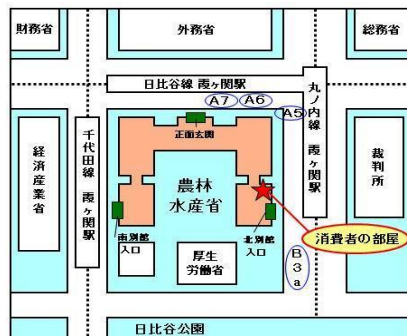 財務省
外務省
総務省
日比谷線 霞ヶ関駅
A7
A6
A5
丸ノ内線 霞ヶ関駅
千代田線 霞ヶ関駅
正面玄関
経済産業省
農林
水産省
裁判所
南別館
入口
北別館
入口
消費者の部屋
厚生
労働省
B3a
日比谷公園